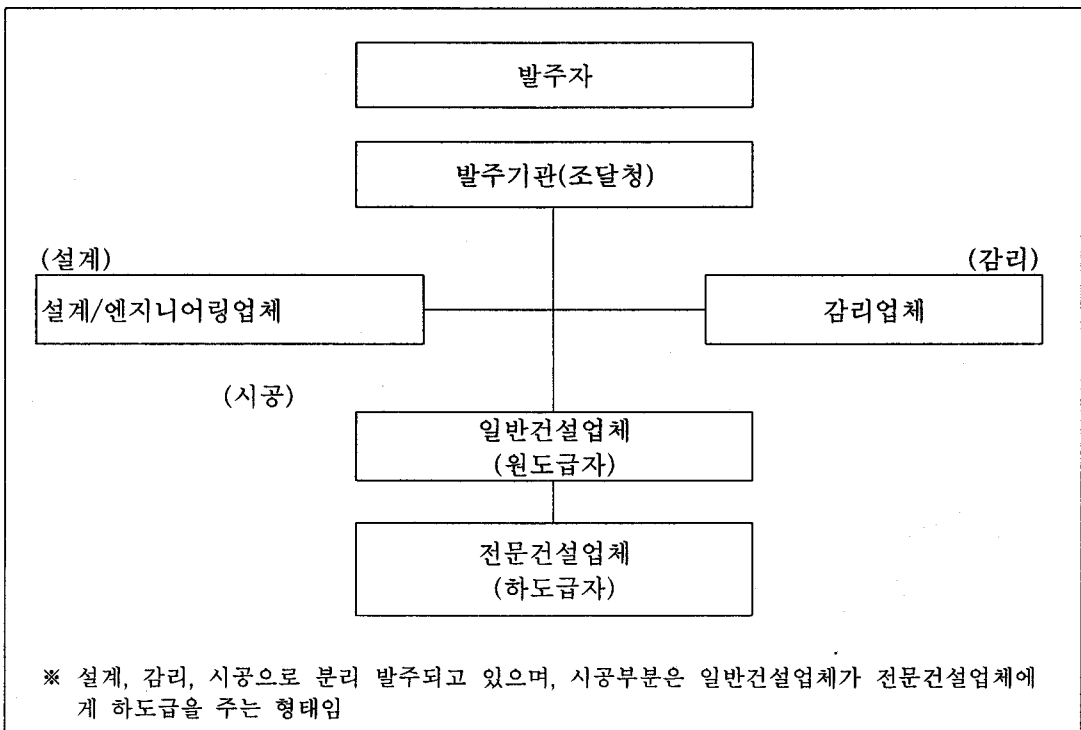 발주자
발주기관(조달청)
(설계)
(감리)
설계/엔지니어링업체
감리업체
(시공)
일반건설업체
(원도급자)
전문건설업체
(하도급자)
※ 설계, 감리, 시공으로 분리 발주되고 있으며, 시공부분은 일반건설업체가 전문건설업체에
게 하도급을 주는 형태임